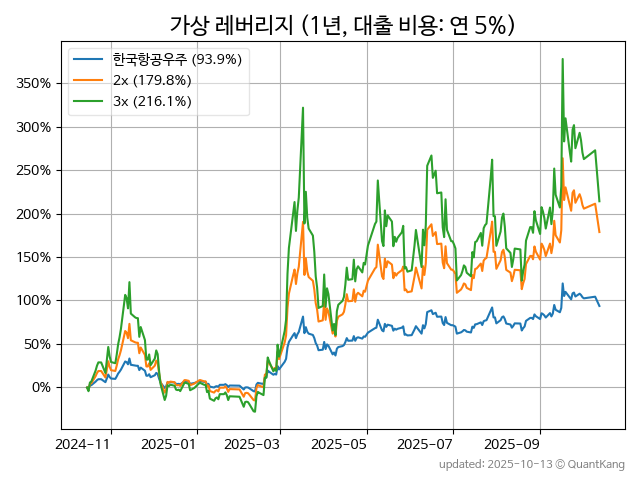 가상 레버리지 (1년, 대출 비용: 연 5%)
한국항공우주 (93.9%)
2x (179.8%)
3x (216.1%)
350%
300%
250%
200%
150%
100%
50%
0%
2024-11 2025-01 2025-03 2025-05 2025-07 2025-09
updated: 2025-10-13 © QuantKang